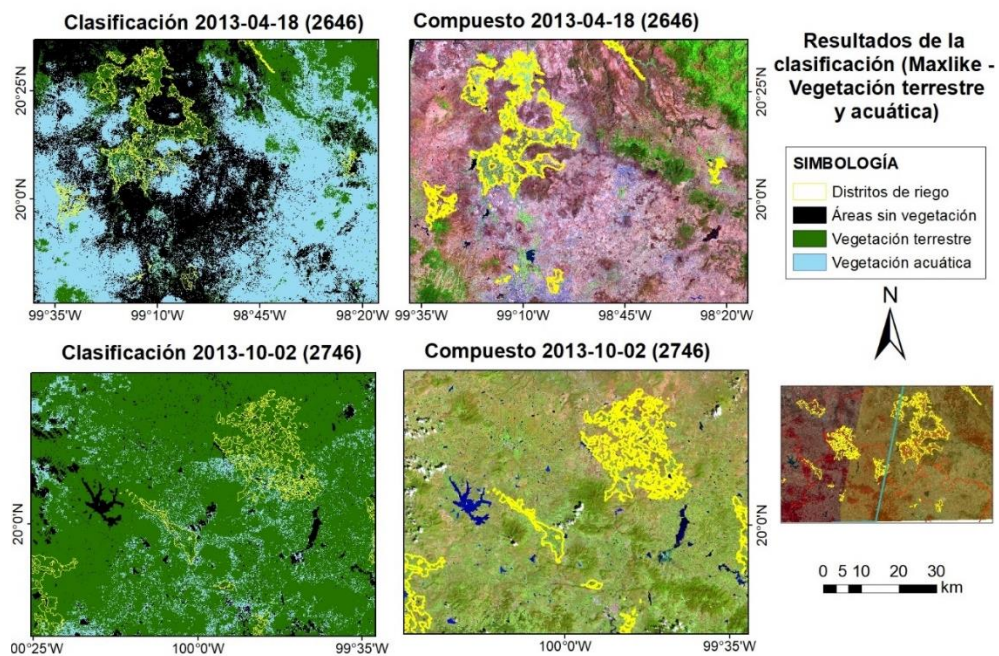 Clasificación 2013-04-18 (2646)
Compuesto 2013-04-18 (2646)
20°25'N
20°0'N
99°35'W 99°10'W 98°45'W 98°20'W
20°25'N
20°0'N
99°35'W 99°10'W 98°45'W 98°20'W
Clasificación 2013-10-02 (2746)
Compuesto 2013-10-02 (2746)
20°0'N
00°25'W 100°0'W 99°35'W
20°0'N
100°0'W 99°35'W
Resultados de la
clasificación (Maxlike -
Vegetación terrestre
y acuática)
SIMBOLOGÍA
Distritos de riego
Áreas sin vegetación
Vegetación terrestre
Vegetación acuática
N
0 5 10 20 30
km